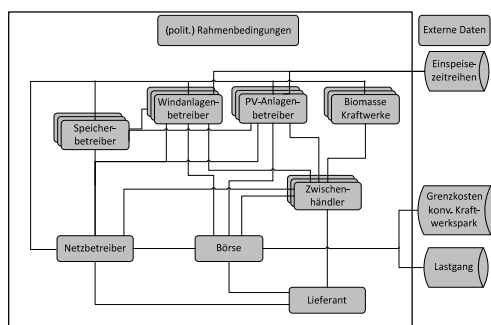 (polit.) Rahmenbedingungen
Externe Daten
Einspeise-
zeitreihen
Windanlagen-
betreiber
PV-Anlagen-
betreiber
Biomasse
Kraftwerke
Speicher-
betreiber
Zwischen-
händler
Grenzkosten
konv. Kraft-
werkspark
Netzbetreiber
Börse
Lastgang
Lieferant